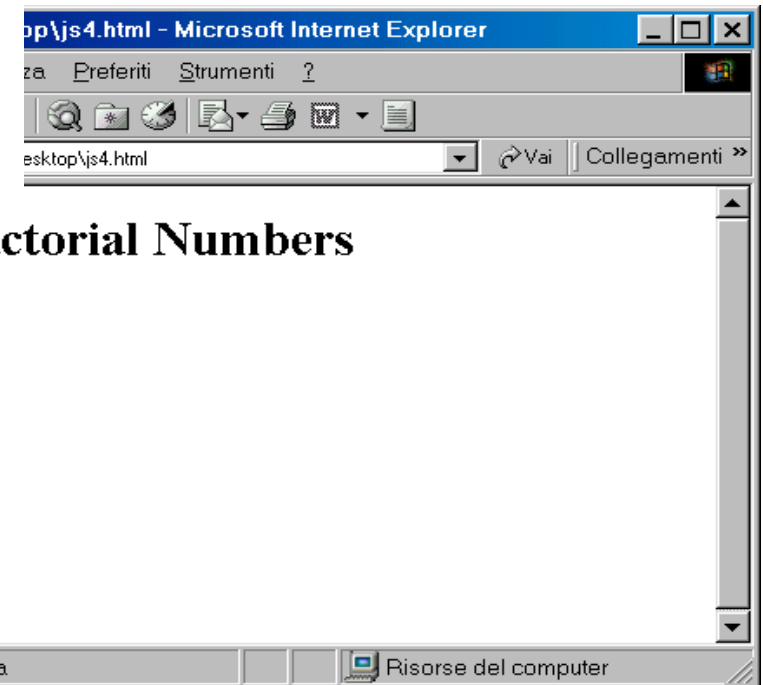 op\js4.html - Microsoft Internet Explorer
za Preferiti Strumenti ?
esktop\js4.html Vai Collegamenti »
ctorial Numbers
a Risorse del computer